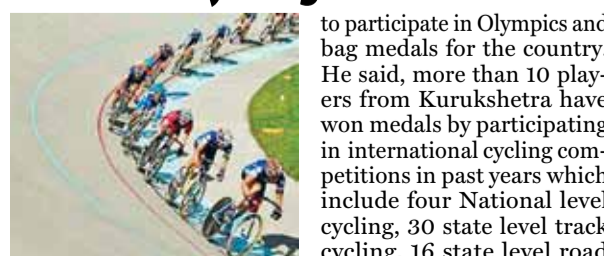 to participate in Olympics and
bag medals for the country.
He said, more than 10 play-
ers from Kurukshetra have
won medals by participating
in international cycling com-
petitions in past years which
include four National level
cycling, 30 state level track
cycling, 16 state level road